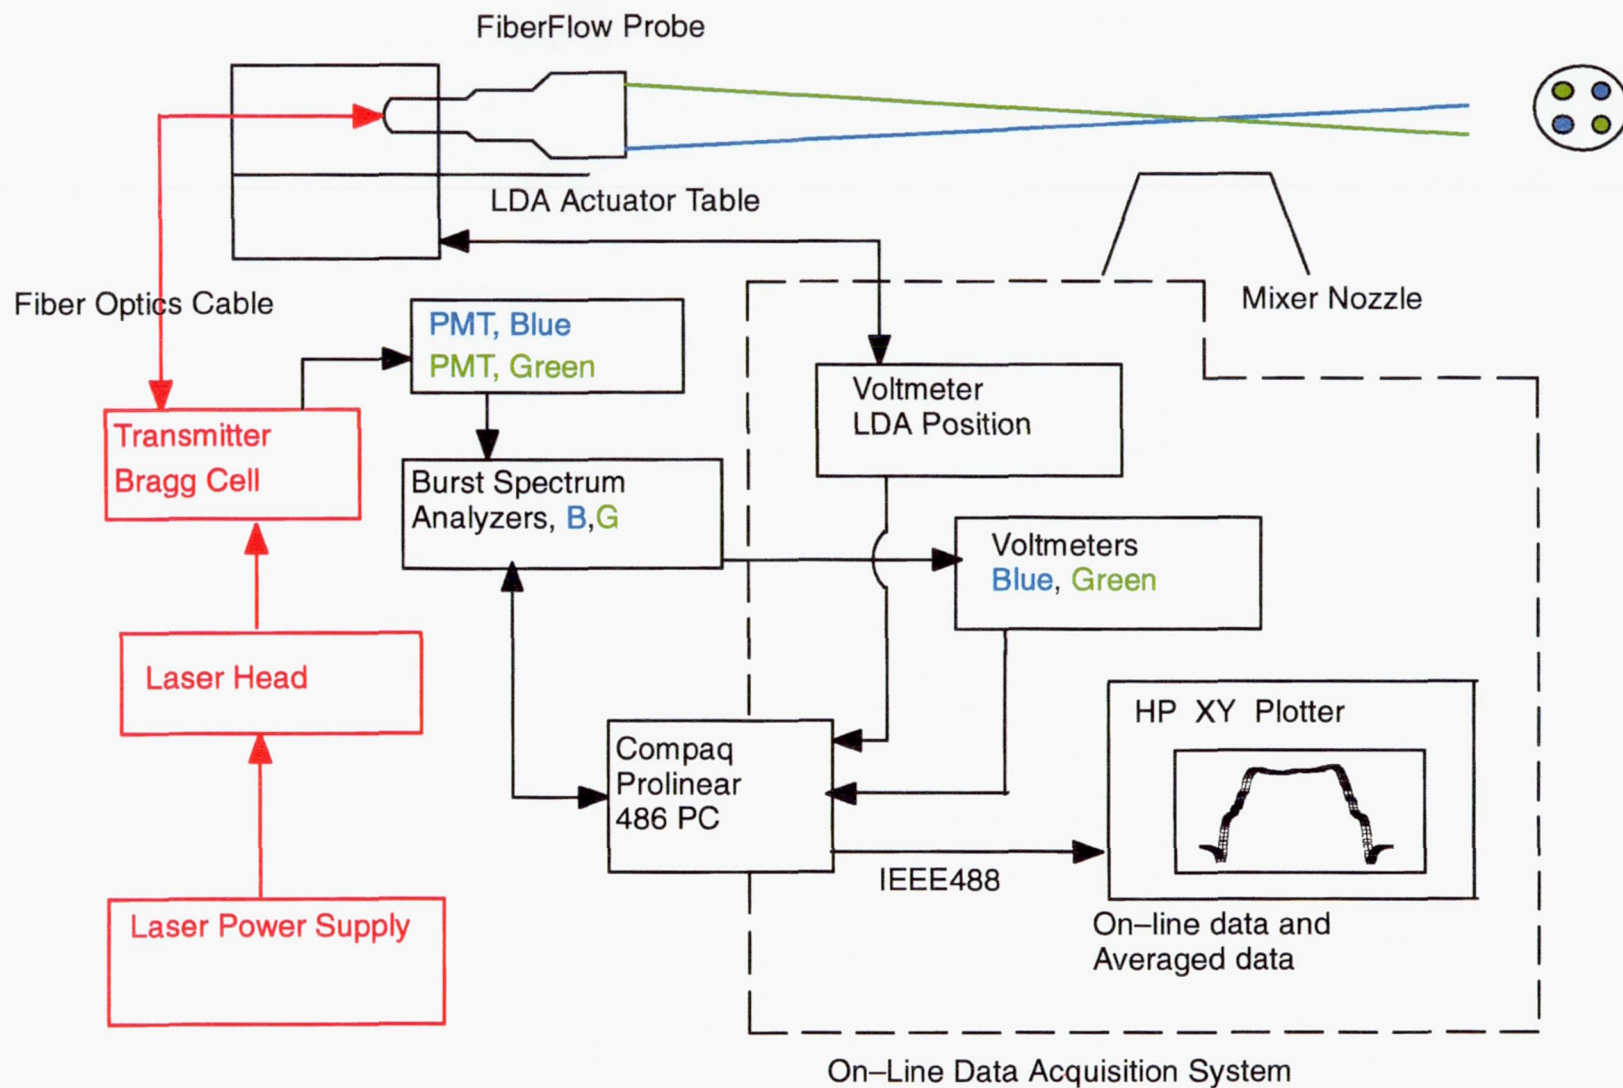 FiberFlow Probe
LDA Actuator Table
Fiber Optics Cable
Mixer Nozzle
PMT, Blue
PMT, Green
Voltmeter
LDA Position
Transmitter
Bragg Cell
Burst Spectrum
Analyzers, B,G
Voltmeters
Blue, Green
Laser Head
HP XY Plotter
Compaq
Prolinear
486 PC
IEEE488
Laser Power Supply
On–line data and
Averaged data
On–Line Data Acquisition System